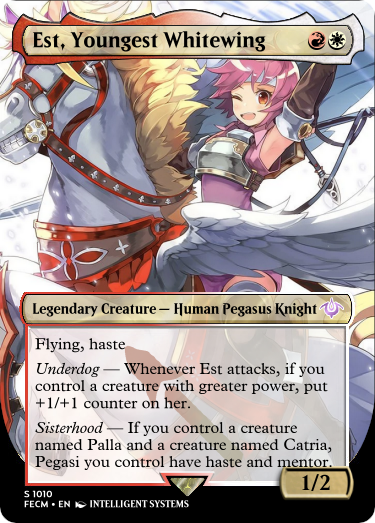 Est, Youngest Whitewing
Legendary Creature — Human Pegasus Knight
Flying, haste
Underdog — Whenever Est attacks, if you
control a creature with greater power, put
+1/+1 counter on her.
Sisterhood — If you control a creature
named Palla and a creature named Catria,
Pegasi you control have haste and mentor.
1/2
S 1010
FECM • EN INTELLIGENT SYSTEMS